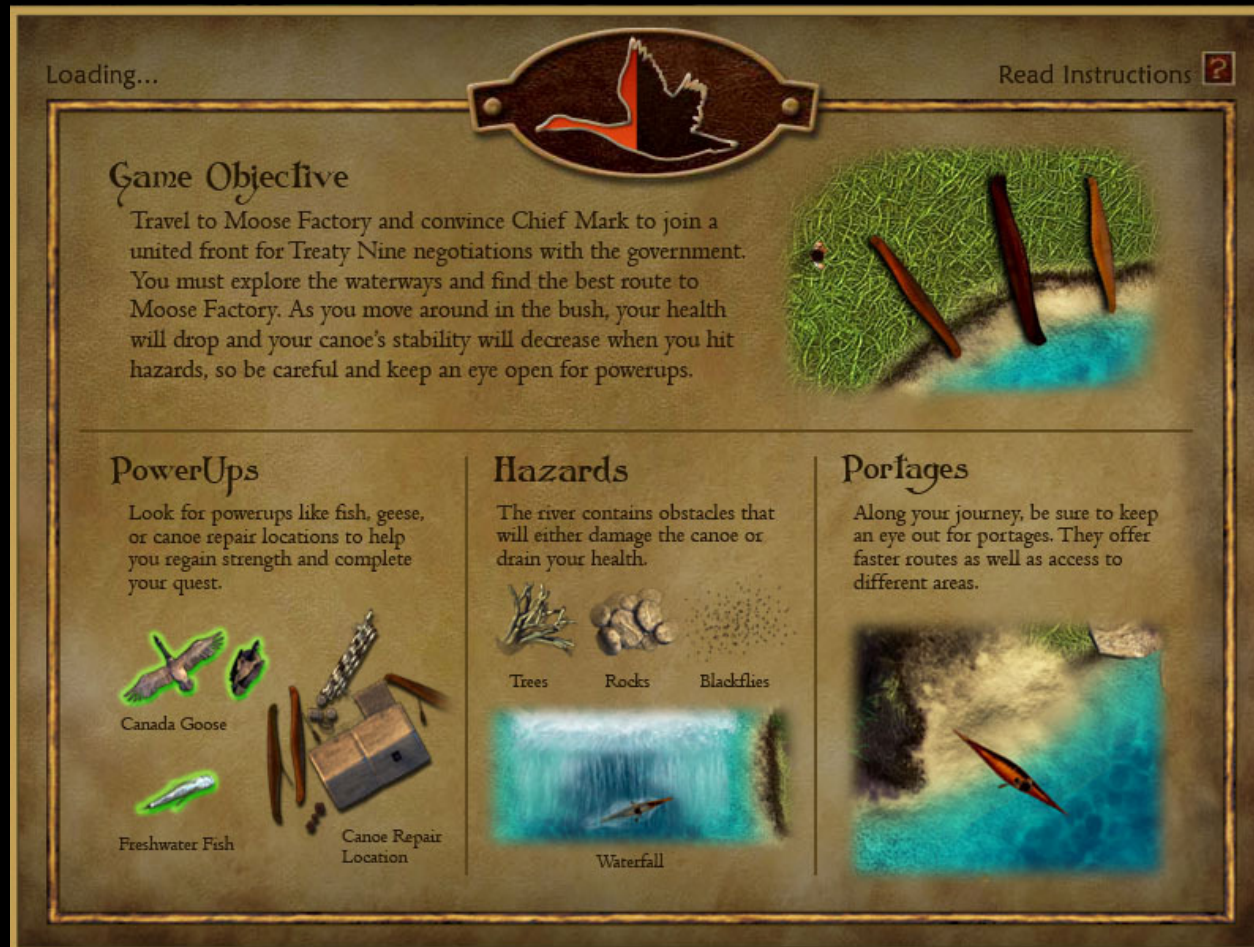 Loading...
Read Instructions ?
Game Objective
Travel to Moose Factory and convince Chief Mark to join a
united front for Treaty Nine negotiations with the government.
You must explore the waterways and find the best route to
Moose Factory. As you move around in the bush, your health
will drop and your canoe's stability will decrease when you hit
hazards, so be careful and keep an eye open for powerups.
PowerUps
Look for powerups like fish, geese,
or canoe repair locations to help
you regain strength and complete
your quest.
Canada Goose
Freshwater Fish
Canoe Repair
Location
Hazards
The river contains obstacles that
will either damage the canoe or
drain your health.
Trees
Rocks
Blackflies
Waterfall
Portages
Along your journey, be sure to keep
an eye out for portages. They offer
faster routes as well as access to
different areas.